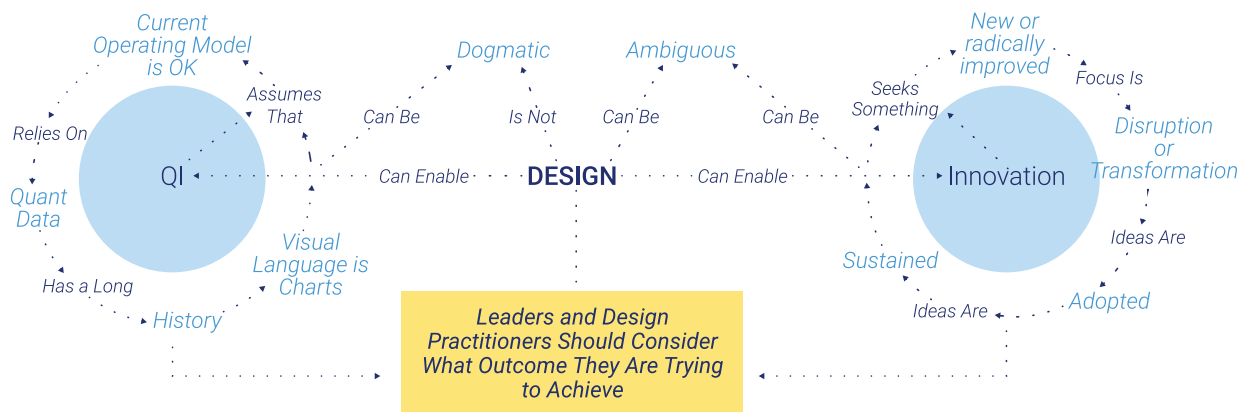 Current
Operating Model
is OK
Assumes
That
Relies On
QI
Quant
Data
Has a Long
History
Visual
Language is
Charts
Can Be
Dogmatic
Is Not
Can Enable
DESIGN
Ambiguous
Can Be
Can Be
Can Enable
Leaders and Design
Practitioners Should Consider
What Outcome They Are Trying
to Achieve
New or
radically
improved
Seeks
Something
Focus Is
Innovation
Disruption
or
Transformation
Ideas Are
Adopted
Ideas Are
Sustained